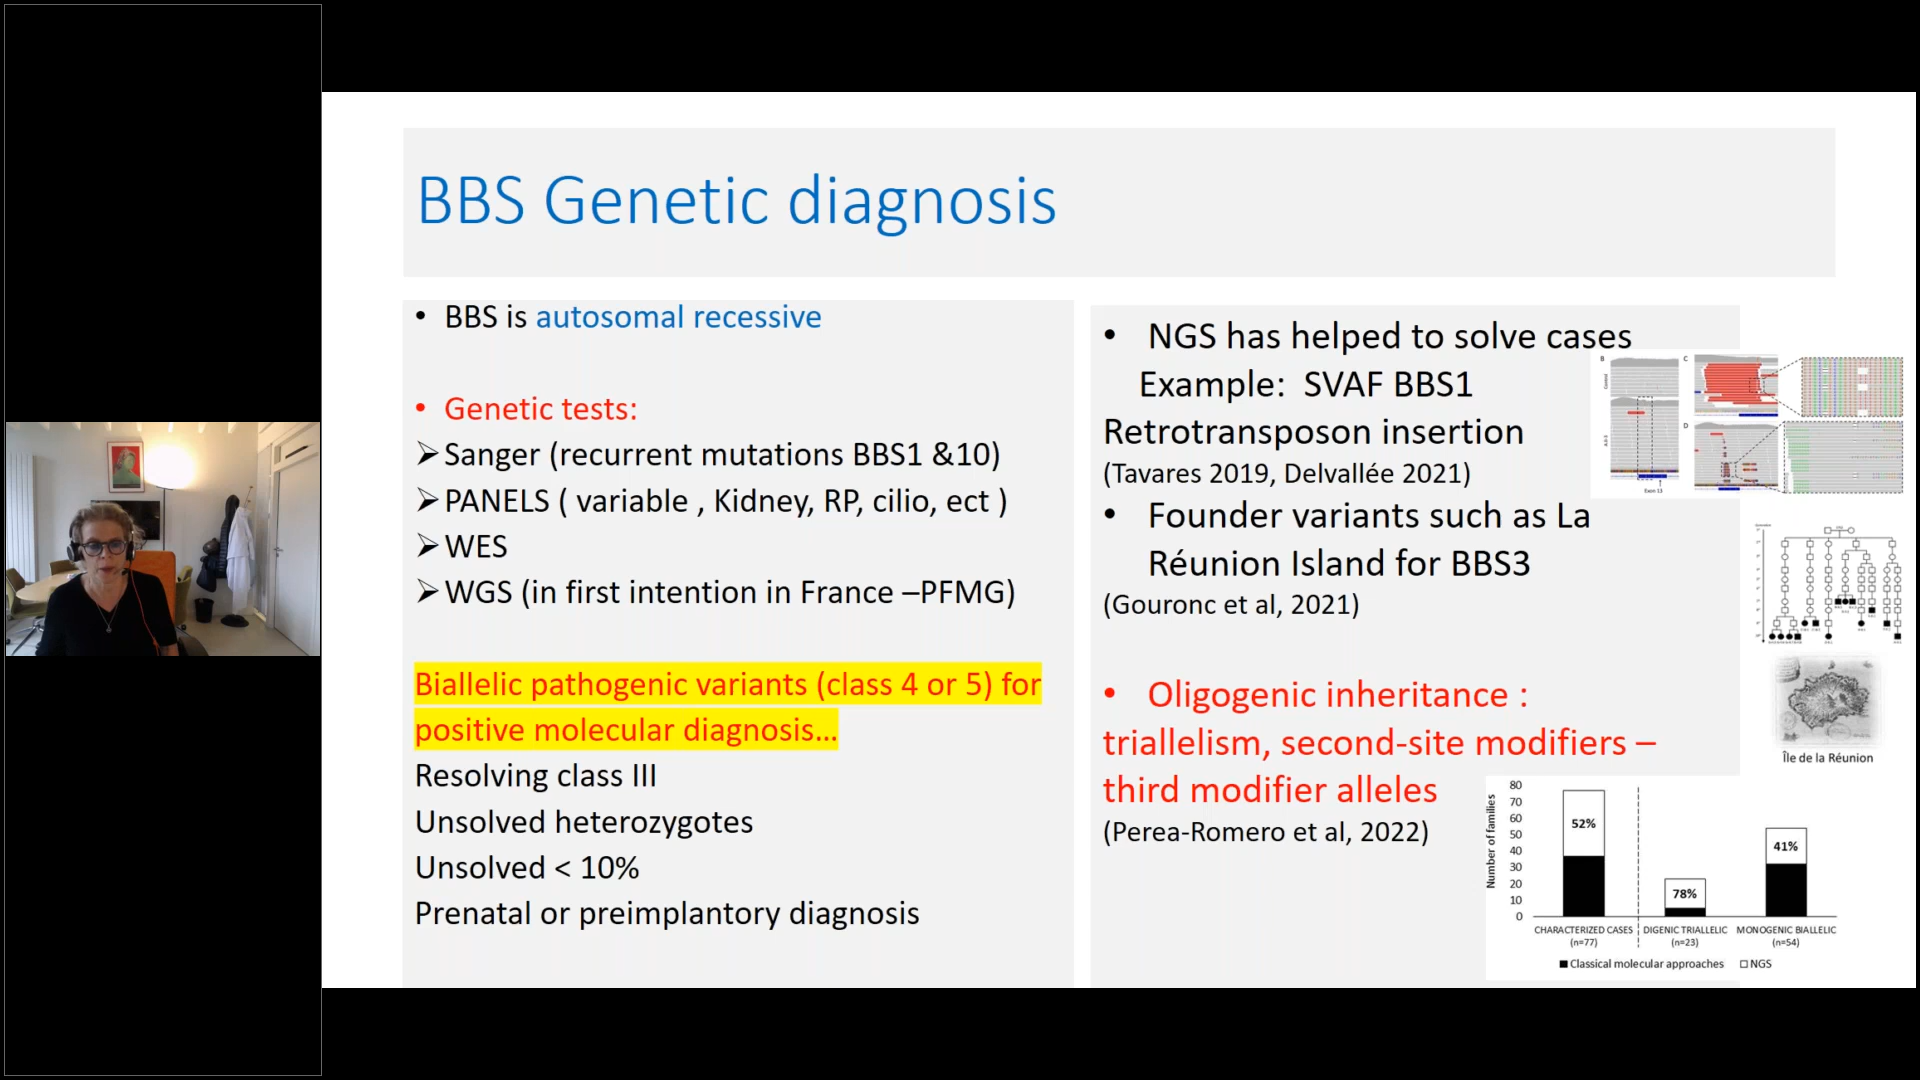 BBS Genetic diagnosis
• BBS is autosomal recessive
• Genetic tests:
➢ Sanger (recurrent mutations BBS1 &10)
➢ PANELS ( variable , Kidney, RP, cilio, ect )
➢ WES
➢ WGS (in first intention in France –PFMG)
Biallelic pathogenic variants (class 4 or 5) for
positive molecular diagnosis…
Resolving class III
Unsolved heterozygotes
Unsolved < 10%
Prenatal or preimplantory diagnosis
• NGS has helped to solve cases
Example: SVAF BBS1
Retrotransposon insertion
(Tavares 2019, Delvallée 2021)
• Founder variants such as La
Réunion Island for BBS3
(Gouronc et al, 2021)
• Oligogenic inheritance :
triallelism, second-site modifiers –
third modifier alleles
(Perea-Romero et al, 2022)
B
C
D
Control
Exon 13
Île de la Réunion
Number of families
80
70
60
50
40
30
20
10
0
52%
78%
41%
CHARACTERIZED CASES
(n=77)
DIGENIC TRIALLELIC
(n=23)
MONOGENIC BIALLELIC
(n=54)
■ Classical molecular approaches □ NGS